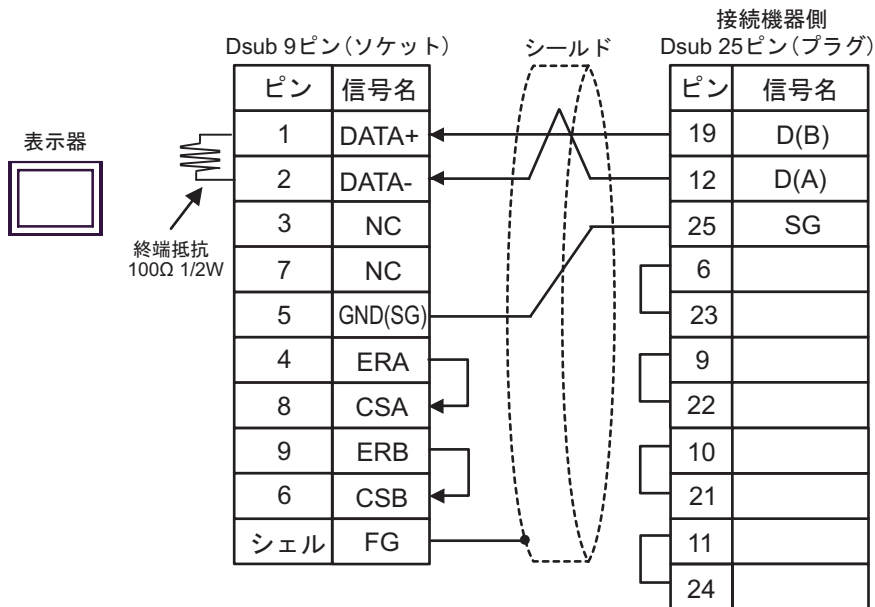 接続機器側
Dsub 9ピン(ソケット)
シールド
Dsub 25ピン(プラグ)
表示器
終端抵抗
100Ω 1/2W
ピン 信号名
1 DATA+
2 DATA-
3 NC
7 NC
5 GND(SG)
4 ERA
8 CSA
9 ERB
6 CSB
シェル FG
ピン 信号名
19 D(B)
12 D(A)
25 SG
6
23
9
22
10
21
11
24